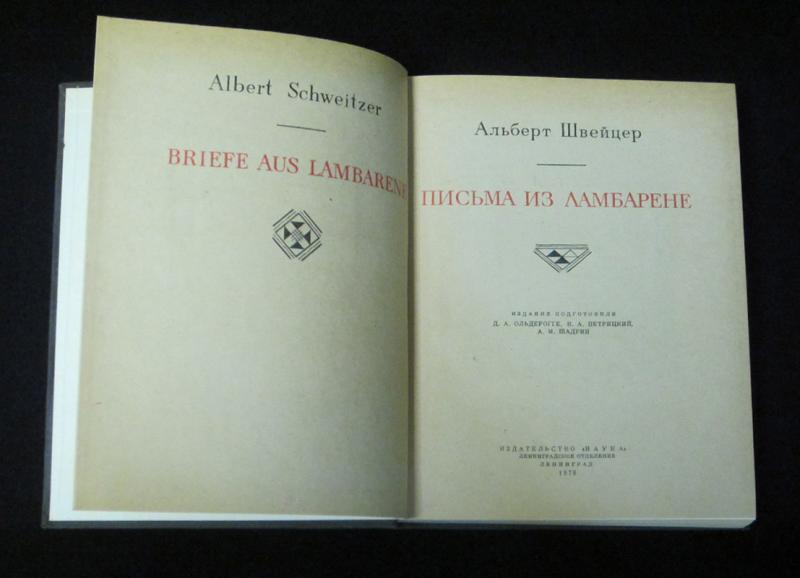 Albert Schweitzer
BRIEFE AUS LAMBARENE
Альберт Швейцер
ПИСЬМА ИЗ ЛАМБАРЕНЕ
ИЗДАНИЕ ПОДГОТОВИЛИ
Д. А. ОЛЬДЕРОГГЕ, В. А. ПЕТРИЦКИЙ,
А. М. ШАДРИН
ИЗДАТЕЛЬСТВО «НАУКА»
ЛЕНИНГРАДСКОЕ ОТДЕЛЕНИЕ
ЛЕНИНГРАД
1978